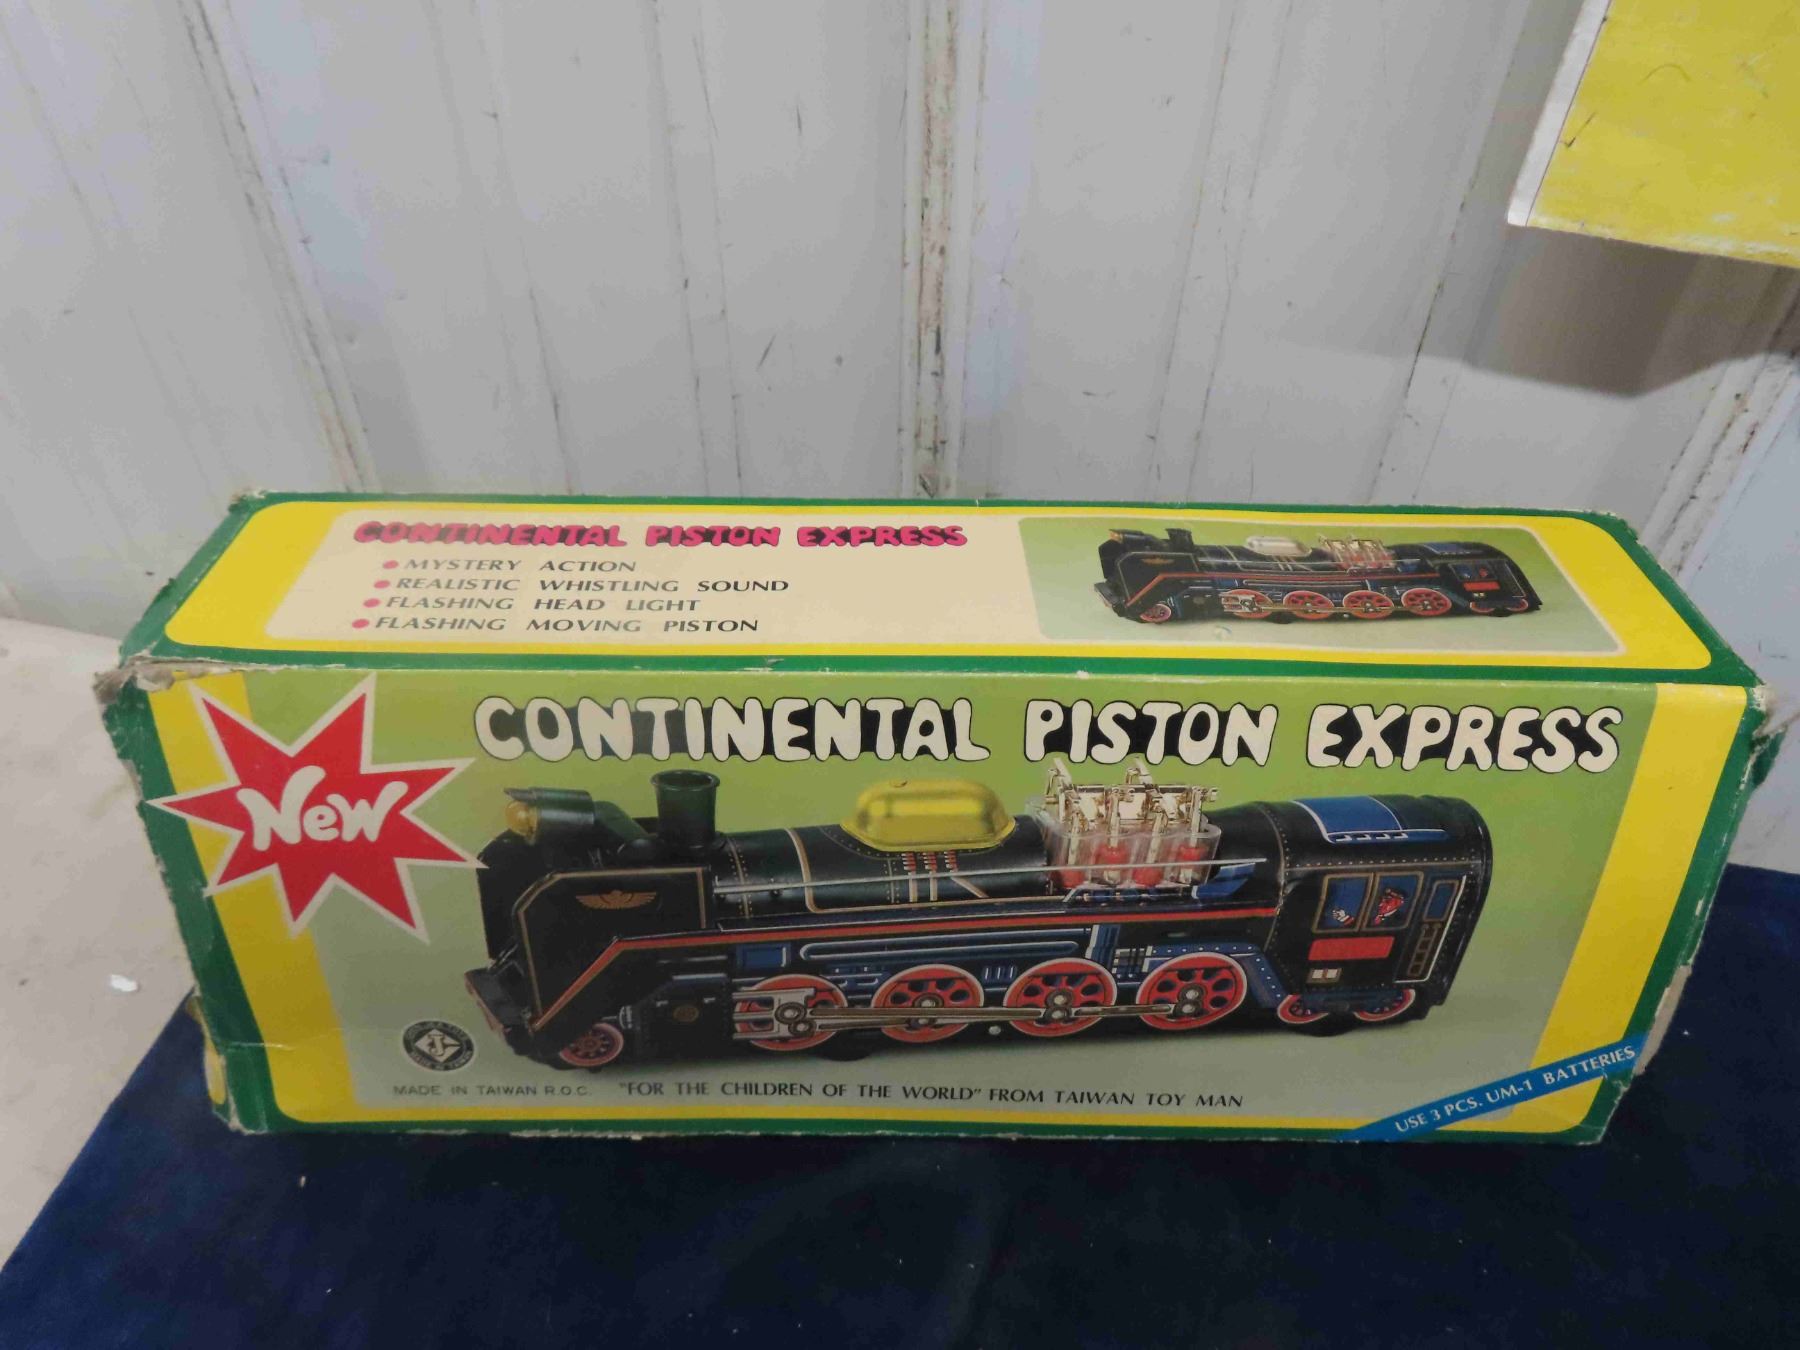 CONTINENTAL PISTON EXPRESS
MYSTERY ACTION
REALISTIC WHISTLING SOUND
FLASHING HEAD LIGHT
FLASHING MOVING PISTON
New
CONTINENTAL PISTON EXPRESS
MADE IN TAIWAN R.O.C. "FOR THE CHILDREN OF THE WORLD" FROM TAIWAN TOY MAN
USE 3 PCS. UM-1 BATTERIES